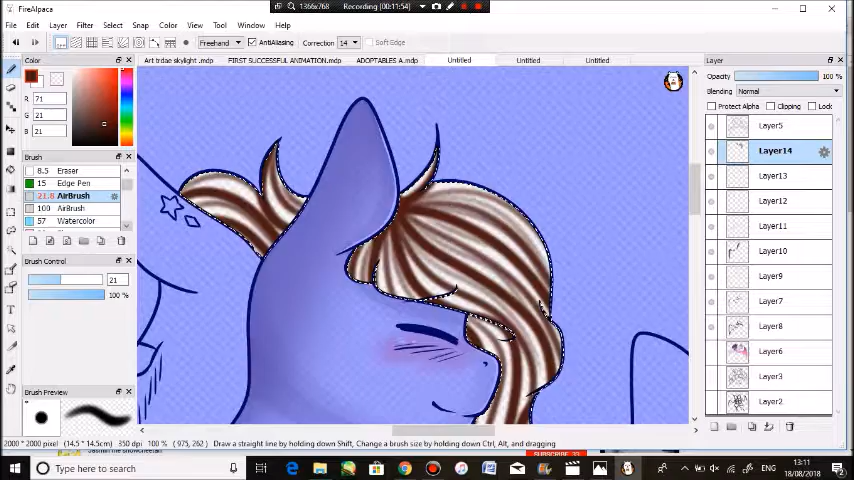 1366x768 Recording [00:11:54]
FireAlpaca
File Edit Layer Filter Select Snap Color View Tool Window Help
Freehand AntiAliasing Correction 14 Soft Edge
Color
Art trdae skylight .mdp FIRST SUCCESSFUL ANIMATION.mdp ADOPTABLES A.mdp Untitled Untitled Untitled
Layer
Opacity 100 %
Blending Normal
Protect Alpha Clipping Lock
R 71
G 21
B 21
Brush
8.5 Eraser
15 Edge Pen
21.8 AirBrush
100 AirBrush
57 Watercolor
Brush Control
21
100 %
Brush Preview
Layer5
Layer14
Layer13
Layer12
Layer11
Layer10
Layer9
Layer7
Layer8
Layer6
Layer3
Layer2
2000 * 2000 pixel (14.5 * 14.5cm) 350 dpi 100 % ( 975, 262 ) Draw a straight line by holding down Shift, Change a brush size by holding down Ctrl, Alt, and dragging
SUBSCRIBE 33
Type here to search
ENG
13:11
18/08/2018